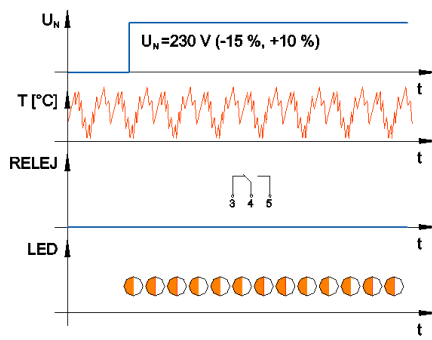 U_N
U_N=230 V (-15 %, +10 %)
t
T [°C]
t
RELEJ
3 4 5
t
LED
t